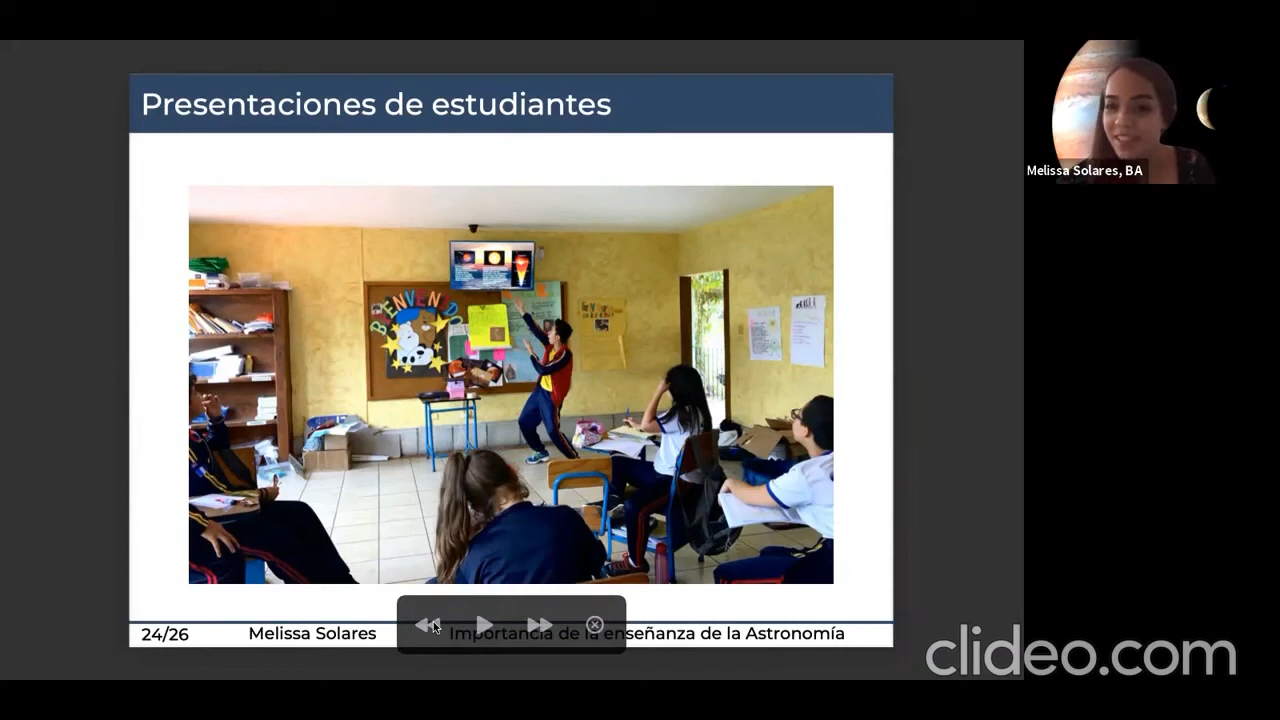 Presentaciones de estudiantes
Melissa Solares, BA
BIENVENIDO
24/26
Melissa Solares
Importancia de la enseñanza de la Astronomía
clideo.com